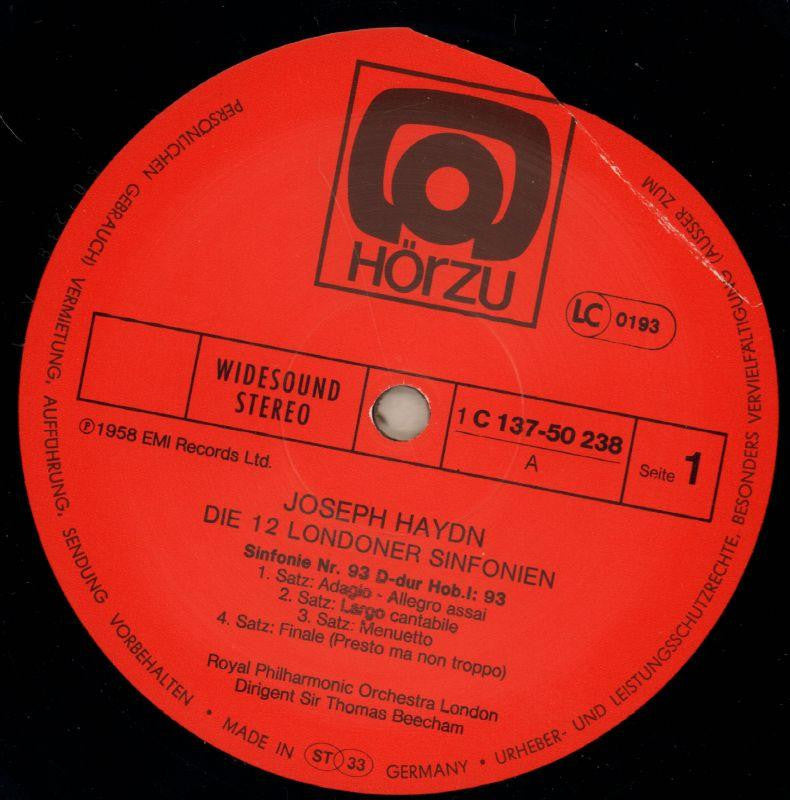 HÖRZU
LC 0193
WIDESOUND
STEREO
1 C 137-50 238
A
Seite 1
℗ 1958 EMI Records Ltd.
JOSEPH HAYDN
DIE 12 LONDONER SINFONIEN
Sinfonie Nr. 93 D-dur Hob.I: 93
1. Satz: Adagio - Allegro assai
2. Satz: Largo cantabile
3. Satz: Menuetto
4. Satz: Finale (Presto ma non troppo)
Royal Philharmonic Orchestra London
Dirigent Sir Thomas Beecham
MADE IN ST 33 GERMANY • URHEBER- UND LEISTUNGSSCHUTZRECHTE, BESONDERS VERVIELFÄLTIGUNG (AUSSER ZUM PERSÖNLICHEN GEBRAUCH) VERMIETUNG, AUFFÜHRUNG, SENDUNG VORBEHALTEN •